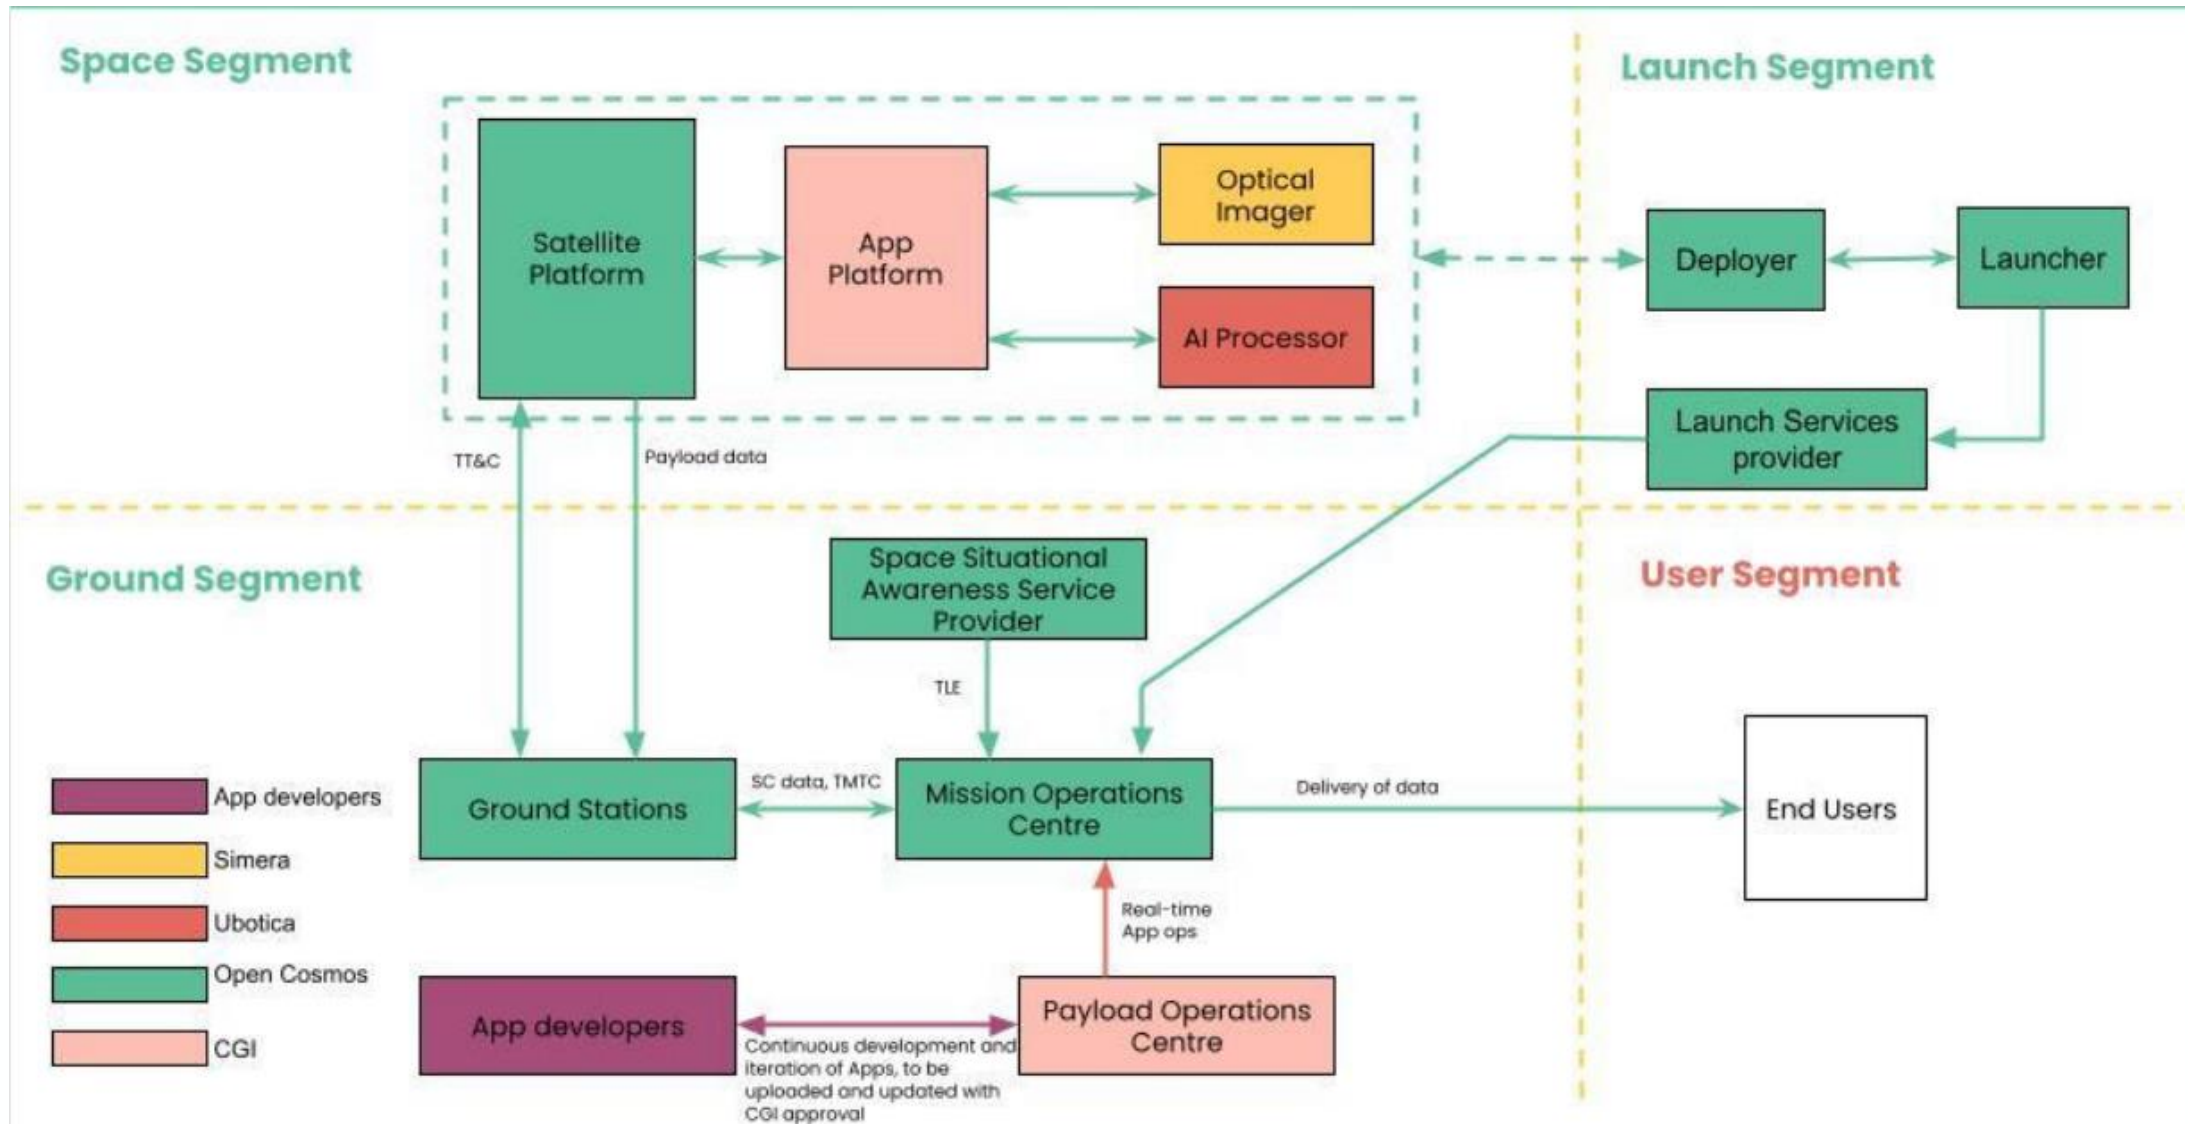 Space Segment
Launch Segment
Satellite
Platform
App
Platform
Optical
Imager
AI Processor
Deployer
Launcher
Launch Services
provider
TT&C
Payload data
Ground Segment
Space Situational
Awareness Service
Provider
User Segment
TLE
App developers
Simera
Ubotica
Open Cosmos
CGI
Ground Stations
SC data, TMTC
Mission Operations
Centre
Delivery of data
End Users
Real-time
App ops
App developers
Continuous development and
iteration of Apps, to be
uploaded and updated with
CGI approval
Payload Operations
Centre